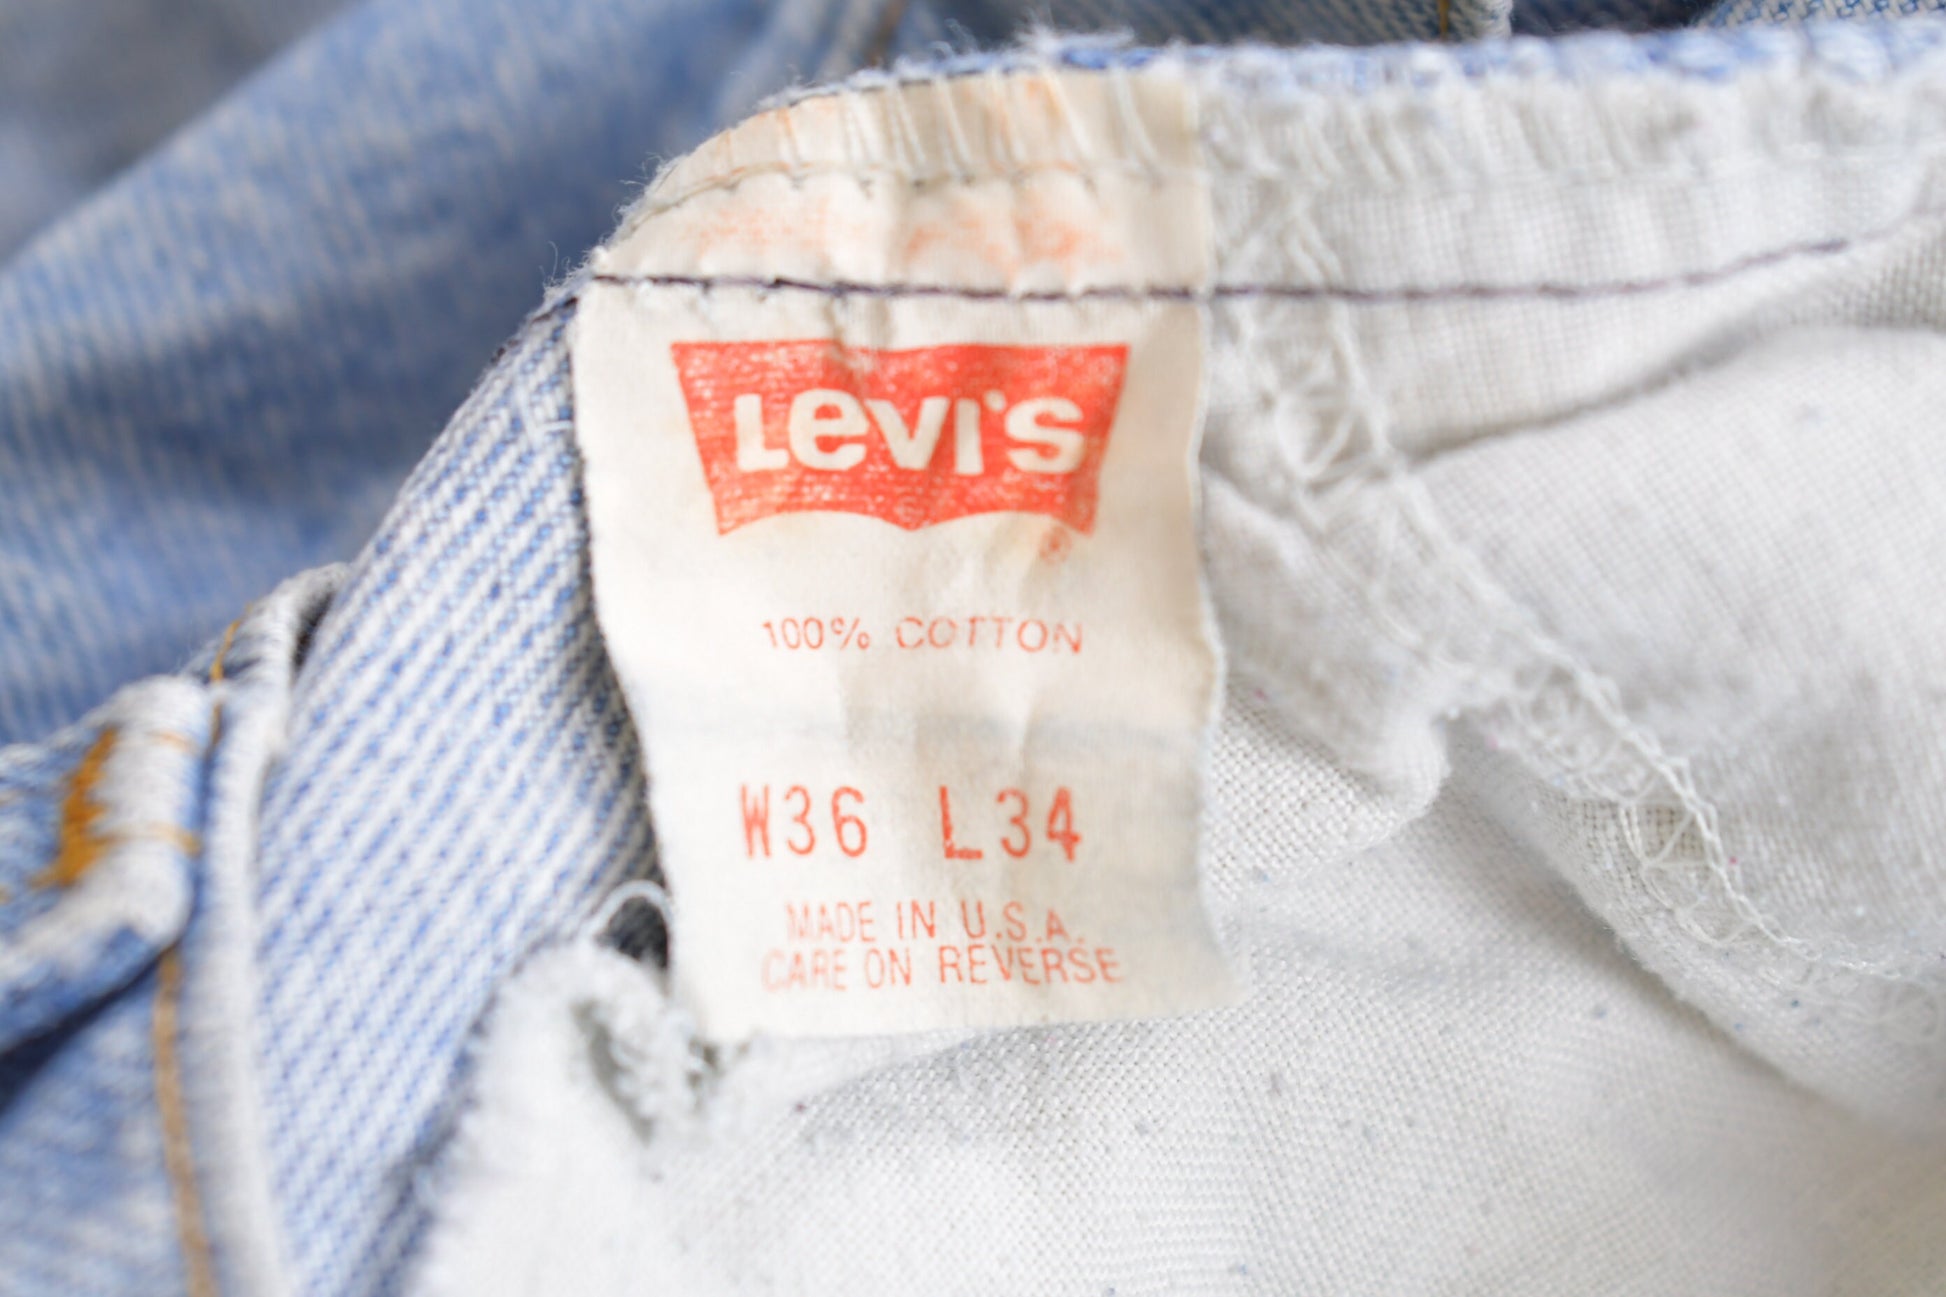 Levi's
®
100% COTTON
W36 L34
MADE IN U.S.A.
CARE ON REVERSE